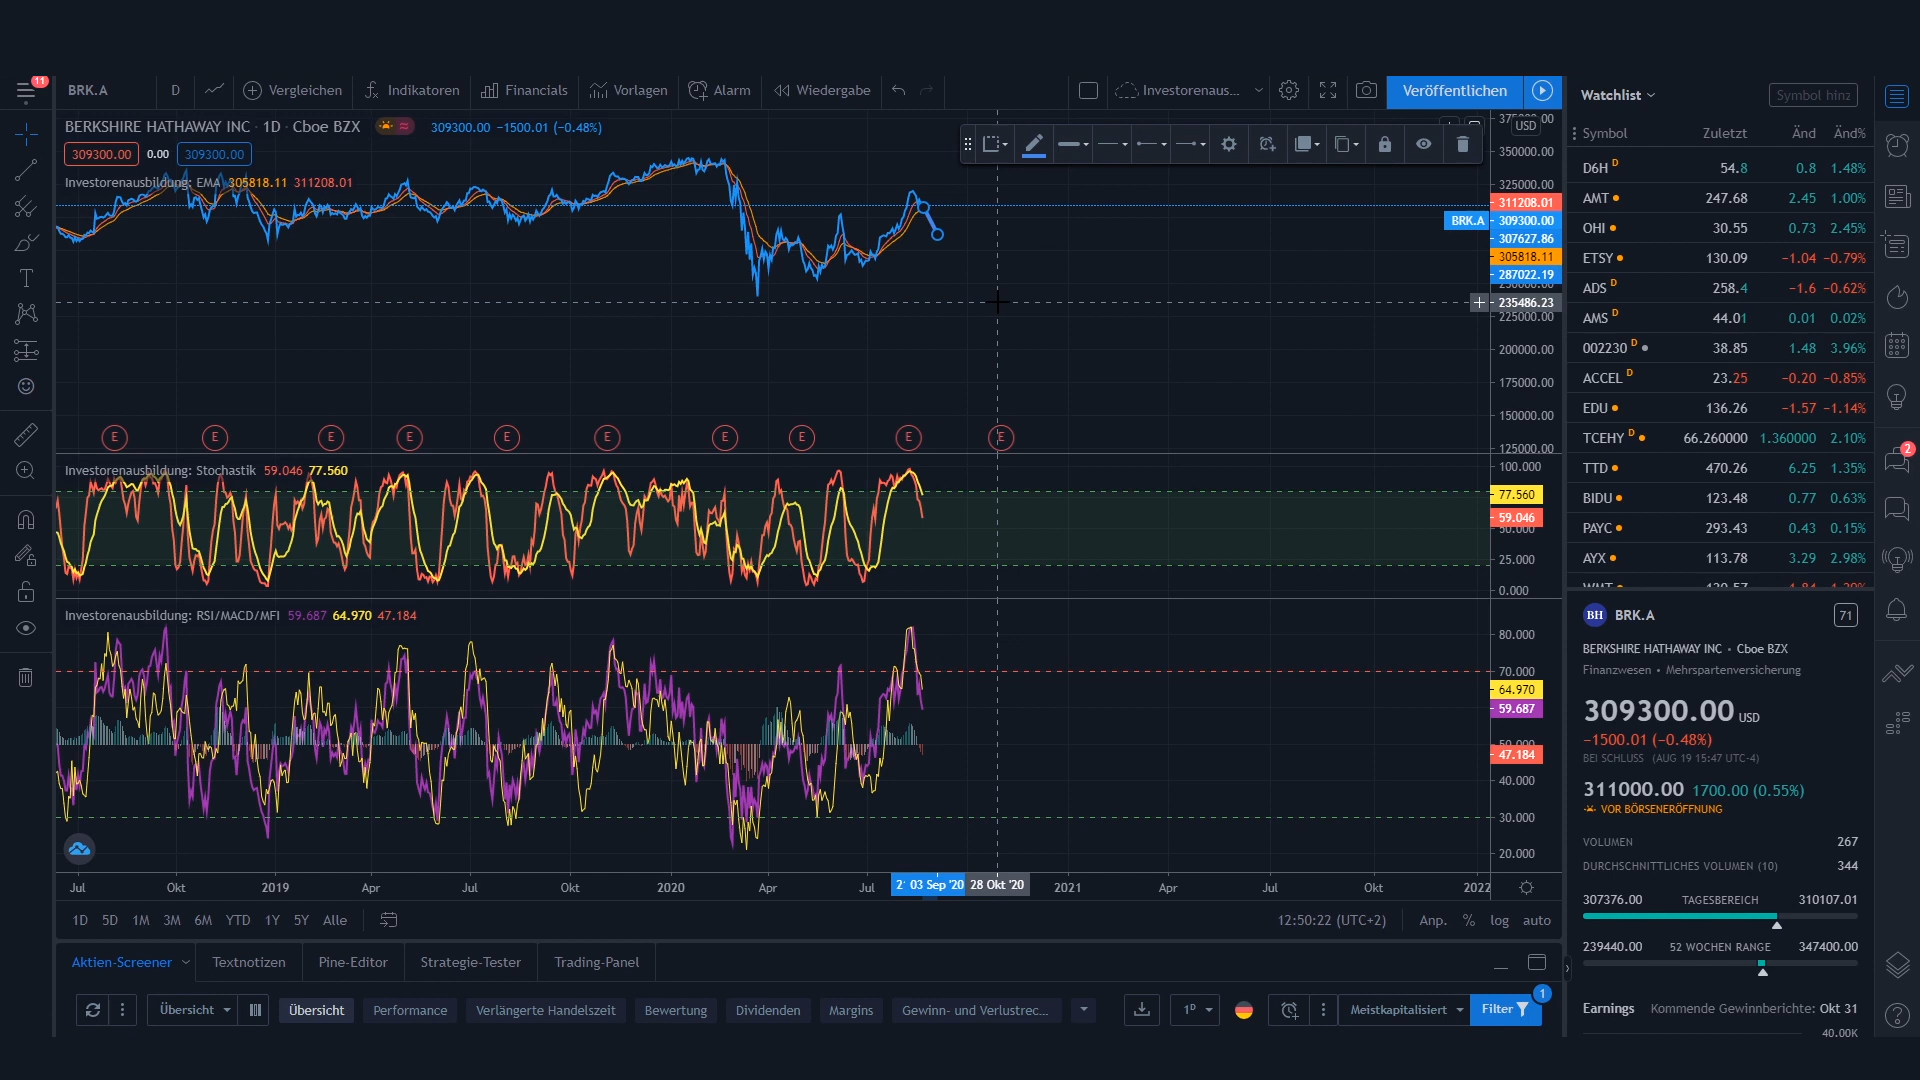 11
BRK.A
D
Vergleichen
Indikatoren
Financials
Vorlagen
Alarm
Wiedergabe
Investorenaus...
Veröffentlichen
BERKSHIRE HATHAWAY INC · 1D · Cboe BZX
309300.00 −1500.01 (−0.48%)
309300.00 0.00 309300.00
Investorenausbildung: EMA 305818.11 311208.01
USD
350000.00
325000.00
311208.01
BRK.A 309300.00
307627.86
305818.11
287022.19
235486.23
225000.00
200000.00
175000.00
150000.00
125000.00
E E E E E E E E E E
Investorenausbildung: Stochastik 59.046 77.560
100.000
77.560
59.046
50.000
25.000
0.000
Investorenausbildung: RSI/MACD/MFI 59.687 64.970 47.184
80.000
70.000
64.970
59.687
50.000
47.184
40.000
30.000
20.000
Jul Okt 2019 Apr Jul Okt 2020 Apr Jul 03 Sep '20 28 Okt '20 2021 Apr Jul Okt 2022
1D 5D 1M 3M 6M YTD 1Y 5Y Alle
12:50:22 (UTC+2) Anp. % log auto
Aktien-Screener Textnotizen Pine-Editor Strategie-Tester Trading-Panel
Übersicht Übersicht Performance Verlängerte Handelszeit Bewertung Dividenden Margins Gewinn- und Verlustrec... 1D Meistkapitalisiert Filter 1
Watchlist
Symbol hinz
Symbol Zuletzt Änd Änd%
D6H D 54.8 0.8 1.48%
AMT 247.68 2.45 1.00%
OHI 30.55 0.73 2.45%
ETSY 130.09 −1.04 −0.79%
ADS D 258.4 −1.6 −0.62%
AMS D 44.01 0.01 0.02%
002230 D 38.85 1.48 3.96%
ACCEL D 23.25 −0.20 −0.85%
EDU 136.26 −1.57 −1.14%
TCEHY D 66.260000 1.360000 2.10%
TTD 470.26 6.25 1.35%
BIDU 123.48 0.77 0.63%
PAYC 293.43 0.43 0.15%
AYX 113.78 3.29 2.98%
BH BRK.A 71
BERKSHIRE HATHAWAY INC • Cboe BZX
Finanzwesen • Mehrspartenversicherung
309300.00 USD
−1500.01 (−0.48%)
BEI SCHLUSS (AUG 19 15:47 UTC-4)
311000.00 1700.00 (0.55%)
VOR BÖRSENERÖFFNUNG
VOLUMEN 267
DURCHSCHNITTLICHES VOLUMEN (10) 344
307376.00 TAGESBEREICH 310107.01
239440.00 52 WOCHEN RANGE 347400.00
Earnings Kommende Gewinnberichte: Okt 31
40.00K
2